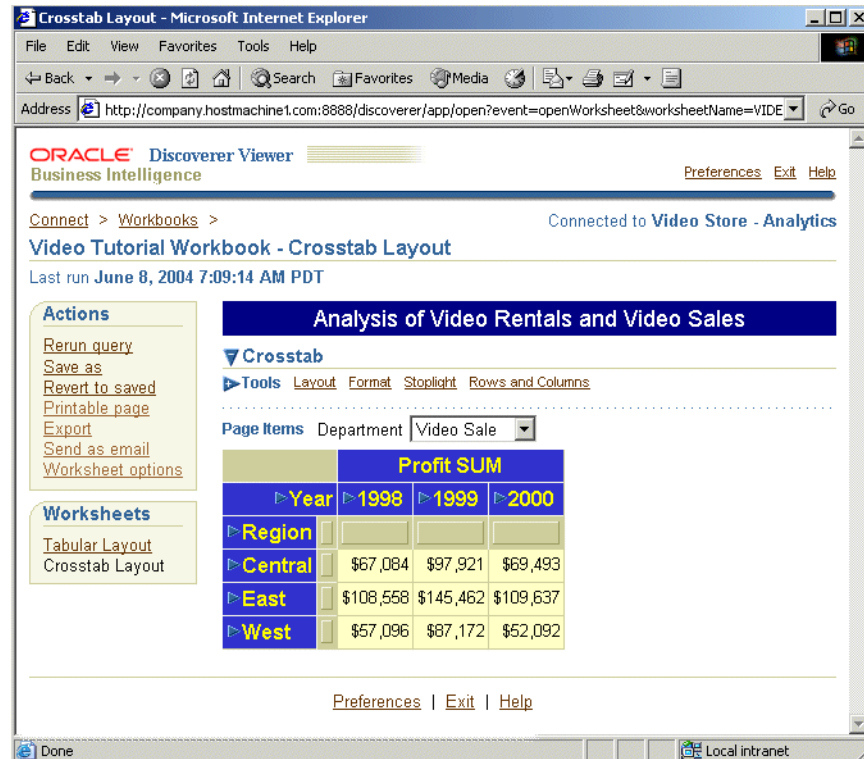 Crosstab Layout - Microsoft Internet Explorer
File Edit View Favorites Tools Help
Back Search Favorites Media
Address http://company.hostmachine1.com:8888/discoverer/app/open?event=openWorksheet&worksheetName=VIDE Go
ORACLE Discoverer Viewer
Business Intelligence
Preferences Exit Help
Connect > Workbooks > Connected to Video Store - Analytics
Video Tutorial Workbook - Crosstab Layout
Last run June 8, 2004 7:09:14 AM PDT
Actions
Rerun query
Save as
Revert to saved
Printable page
Export
Send as email
Worksheet options
Worksheets
Tabular Layout
Crosstab Layout
Analysis of Video Rentals and Video Sales
Crosstab
Tools Layout Format Stoplight Rows and Columns
Page Items Department Video Sale
Profit SUM
Year 1998 1999 2000
Region
Central $67,084 $97,921 $69,493
East $108,558 $145,462 $109,637
West $57,096 $87,172 $52,092
Preferences | Exit | Help
Done Local intranet